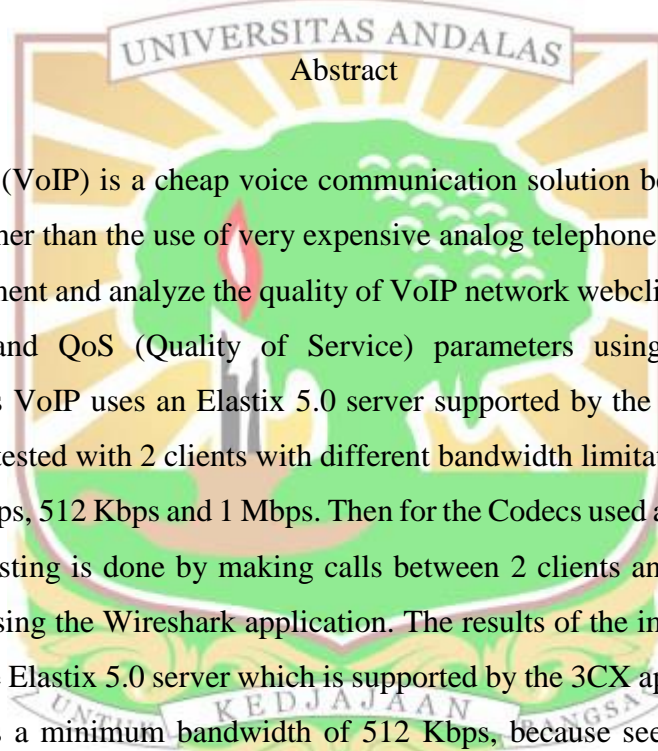 UNIVERSITAS ANDALAS
Abstract
(VoIP) is a cheap voice communication solution be
her than the use of very expensive analog telephone
nent and analyze the quality of VoIP network webcli
and QoS (Quality of Service) parameters using
s VoIP uses an Elastix 5.0 server supported by the
tested with 2 clients with different bandwidth limitat
ps, 512 Kbps and 1 Mbps. Then for the Codecs used a
sting is done by making calls between 2 clients an
sing the Wireshark application. The results of the in
e Elastix 5.0 server which is supported by the 3CX ap
s a minimum bandwidth of 512 Kbps, because see
UNTUK KEDJAJAAN BANGSA